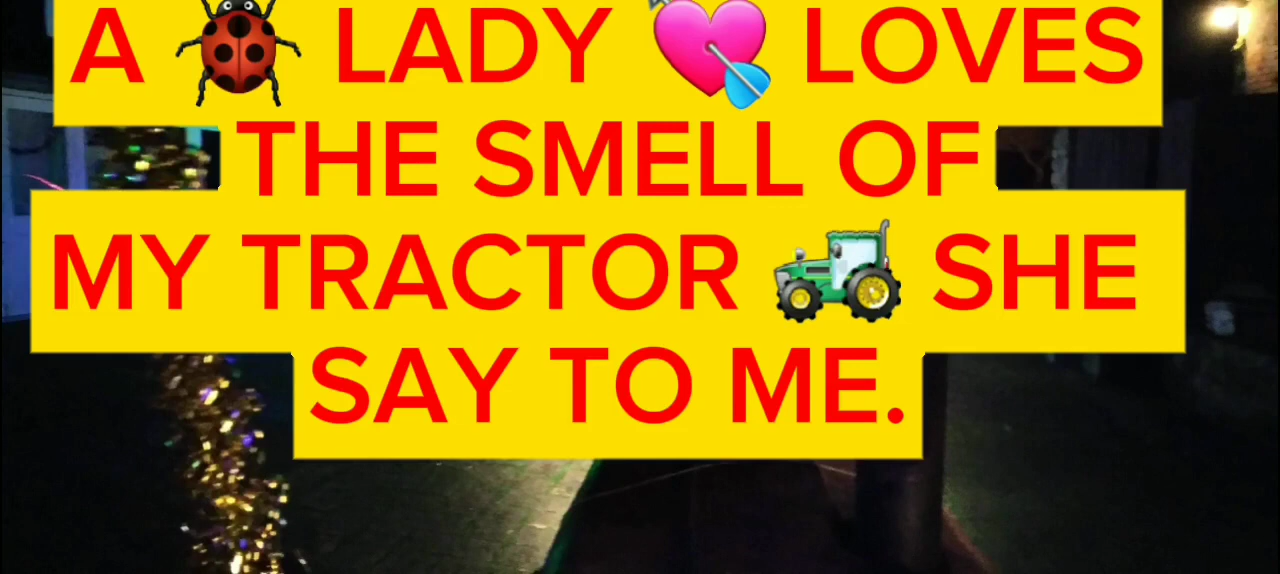 A 🐞 LADY 💘 LOVES
THE SMELL OF
MY TRACTOR 🚜 SHE
SAY TO ME.